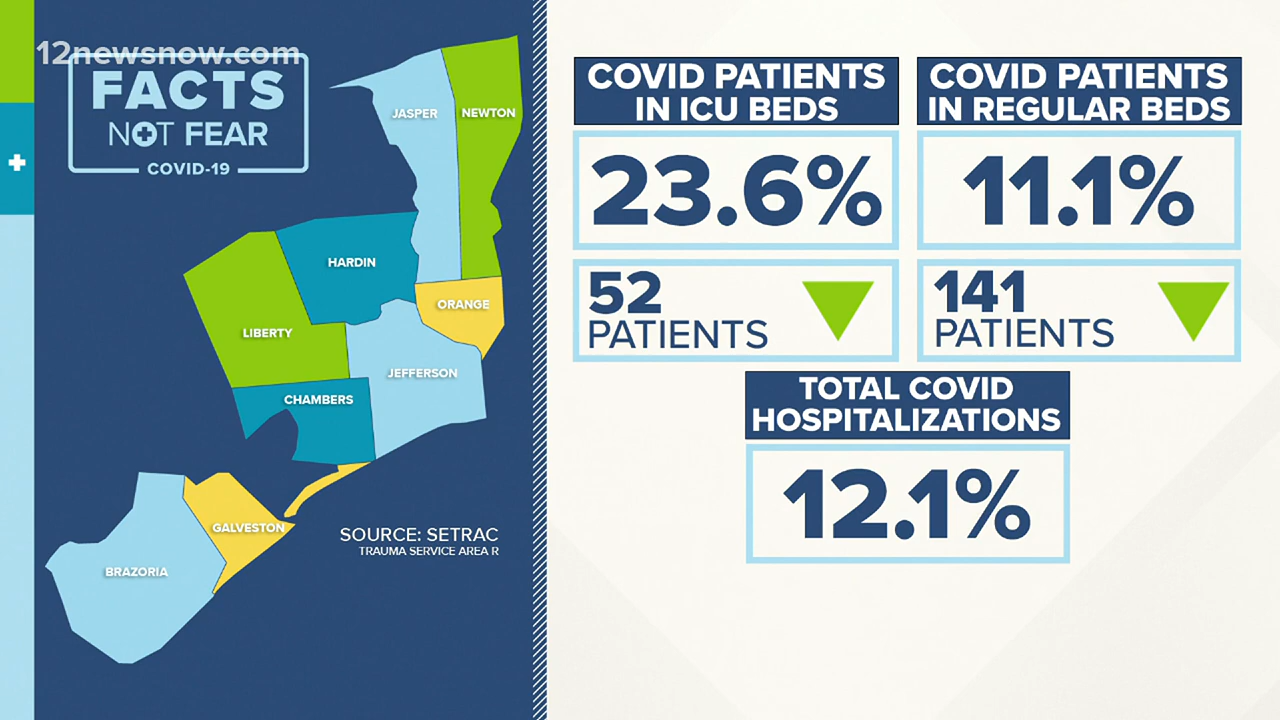 12newsnow.com
FACTS
NOT FEAR
COVID-19
JASPER
NEWTON
HARDIN
ORANGE
LIBERTY
JEFFERSON
CHAMBERS
GALVESTON
BRAZORIA
SOURCE: SETRAC
TRAUMA SERVICE AREA R
COVID PATIENTS
IN ICU BEDS
23.6%
52
PATIENTS
COVID PATIENTS
IN REGULAR BEDS
11.1%
141
PATIENTS
TOTAL COVID
HOSPITALIZATIONS
12.1%